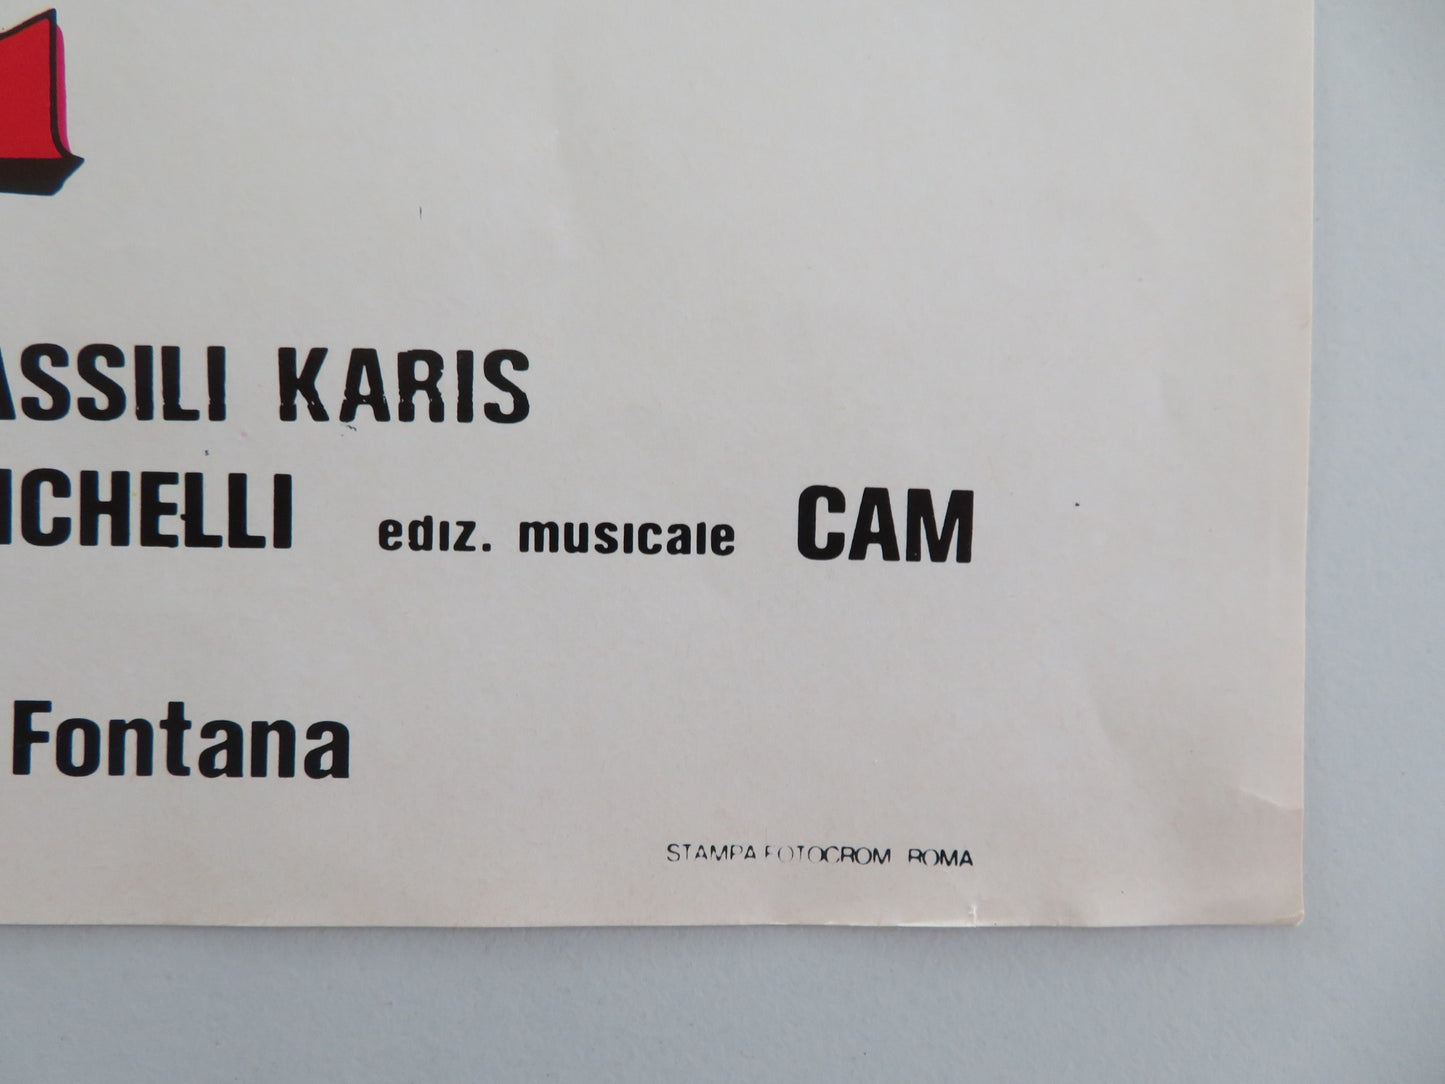 ASSILI KARIS
ICHELLI ediz. musicale CAM
Fontana
STAMPA FOTOCROM ROMA